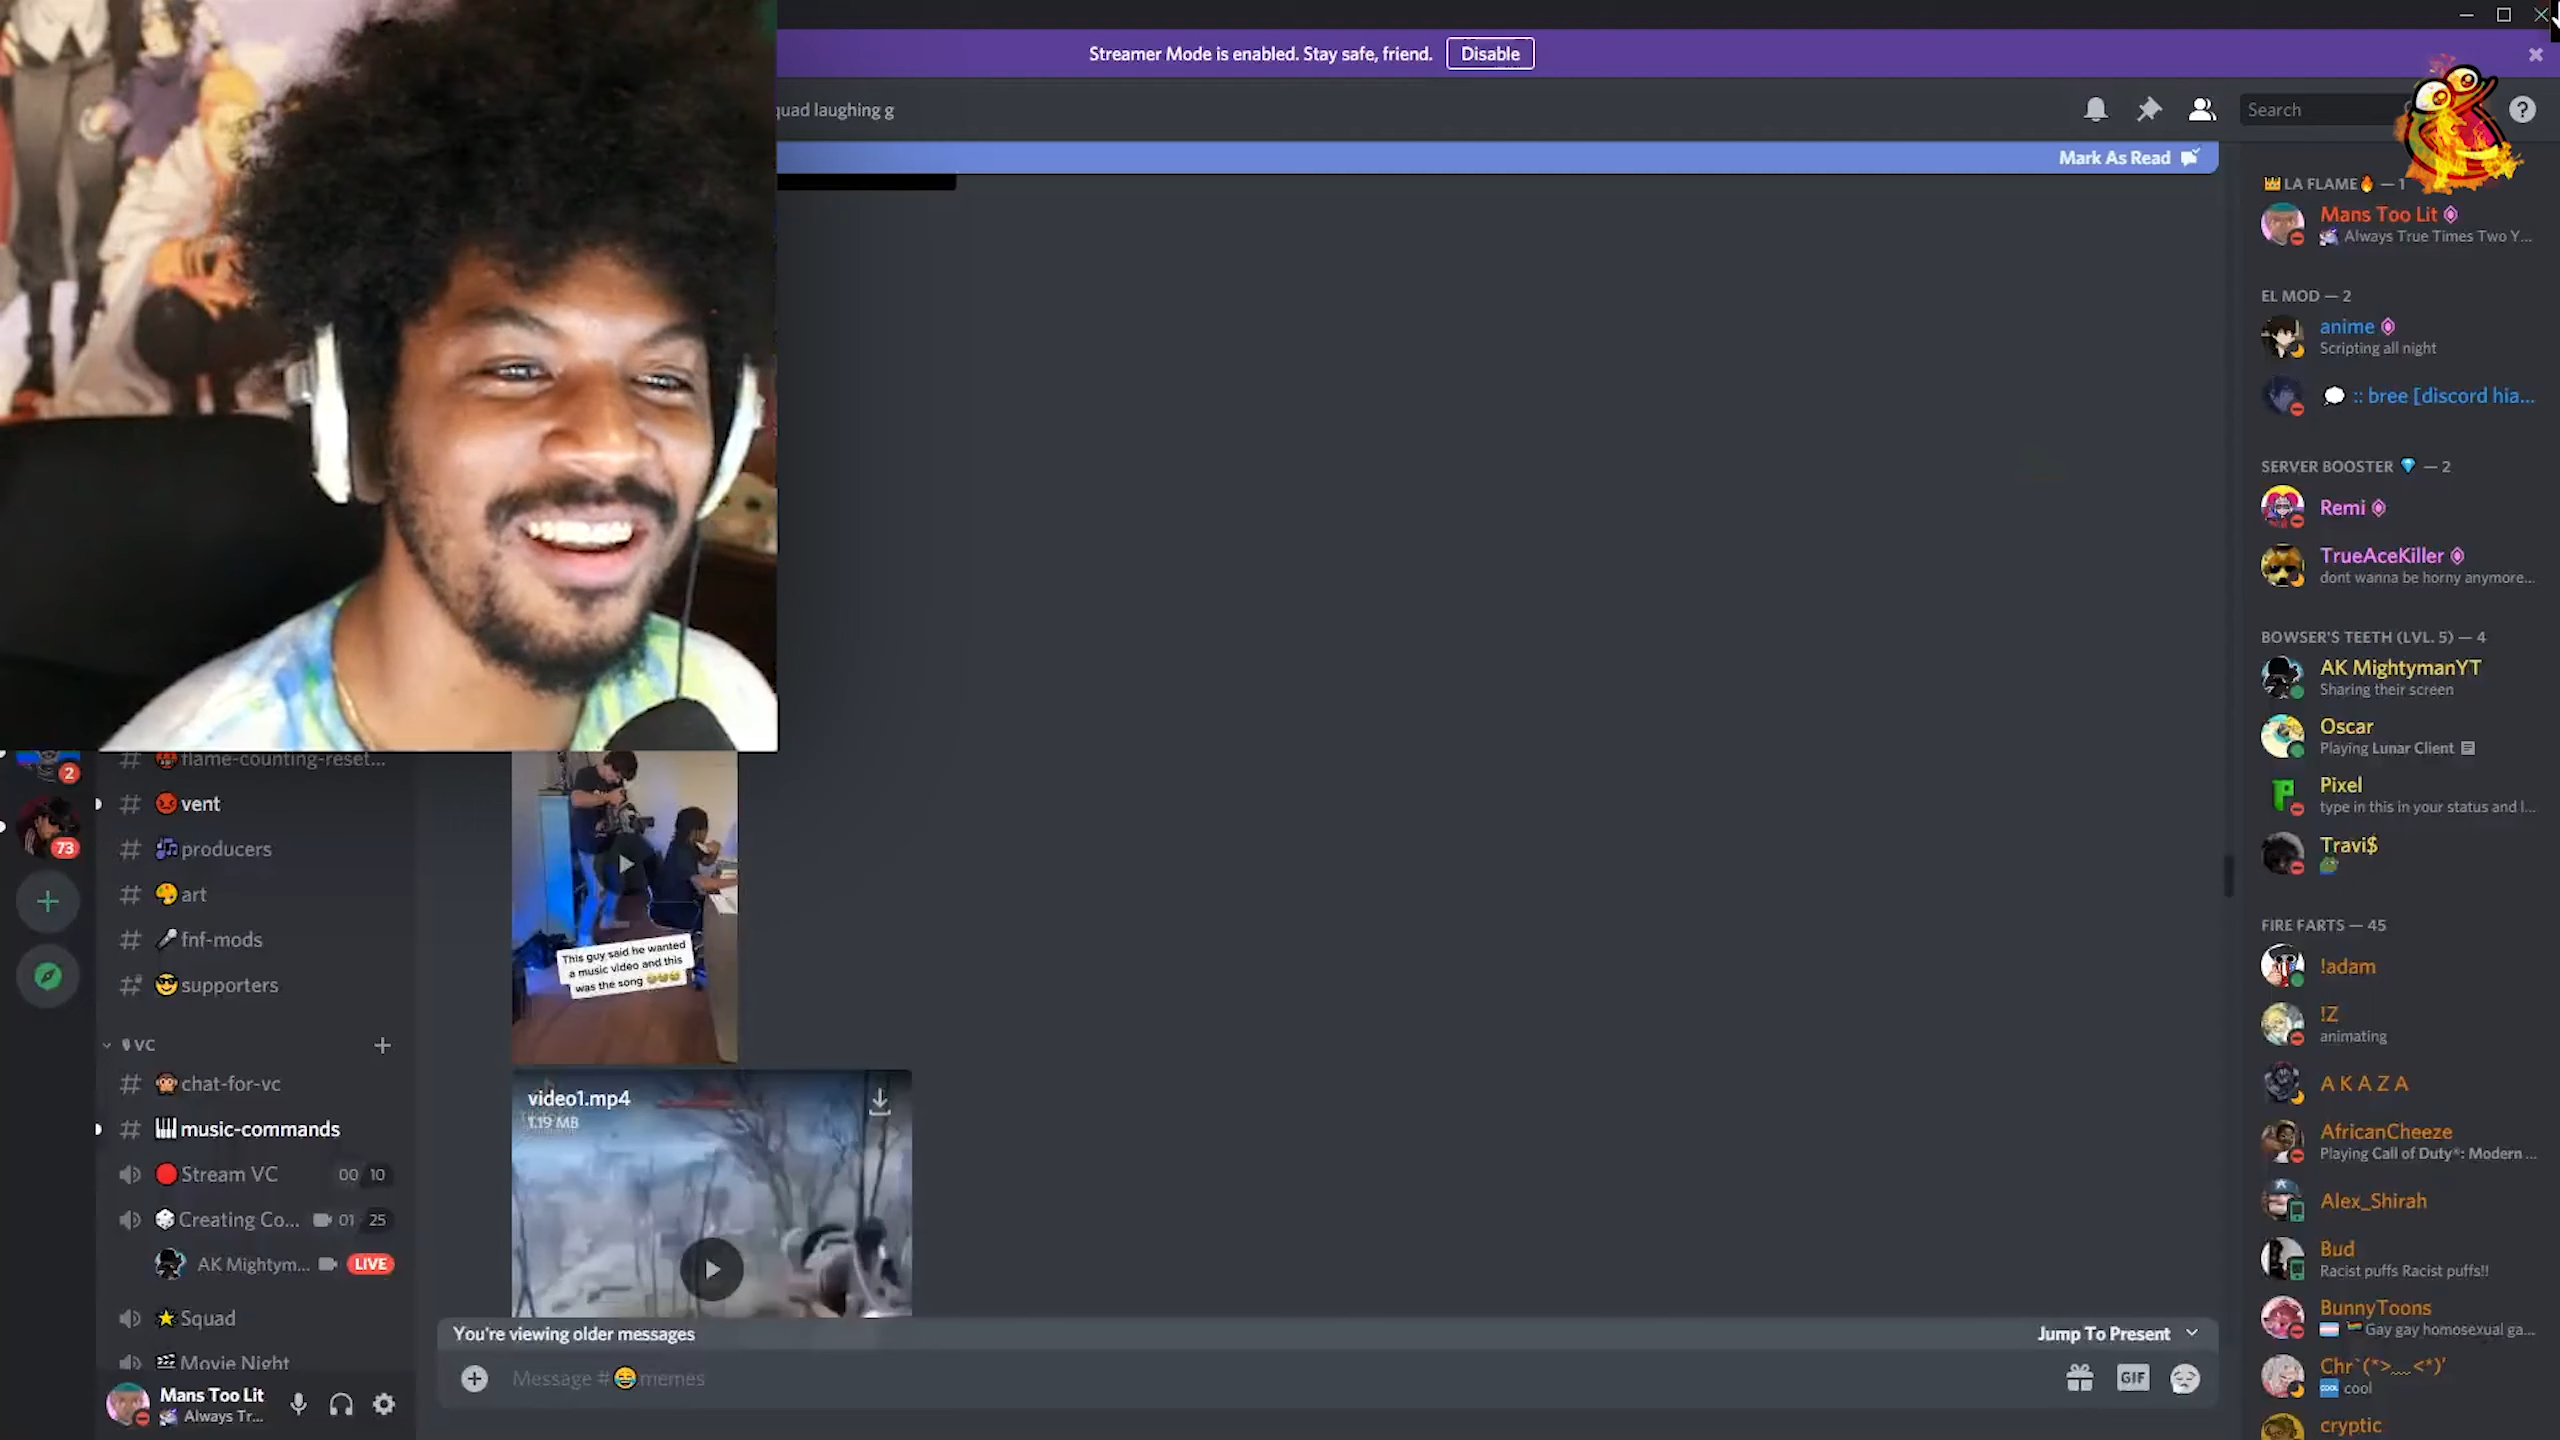 Streamer Mode is enabled. Stay safe, friend.
Disable
quad laughing g
Search
Mark As Read
flame-counting-reset...
2
vent
73
producers
art
fnf-mods
supporters
VC
chat-for-vc
music-commands
Stream VC
00 10
Creating Co...
01 25
AK Mightym...
LIVE
Squad
Movie Night
Mans Too Lit
Always Tr...
This guy said he wanted
a music video and this
was the song
video1.mp4
1.19 MB
You're viewing older messages
Jump To Present
Message #memes
GIF
LA FLAME — 1
Mans Too Lit
Always True Times Two Y...
EL MOD — 2
anime
Scripting all night
:: bree [discord hia...
SERVER BOOSTER — 2
Remi
TrueAceKiller
dont wanna be horny anymore...
BOWSER'S TEETH (LVL. 5) — 4
AK MightymanYT
Sharing their screen
Oscar
Playing Lunar Client
Pixel
type in this in your status and l...
Travi$
FIRE FARTS — 45
!adam
!Z
animating
A K A Z A
AfricanCheeze
Playing Call of Duty®: Modern ...
Alex_Shirah
Bud
Racist puffs Racist puffs!!
BunnyToons
Gay gay homosexual ga...
Chr`(*>﹏<*)′
COOL cool
cryptic